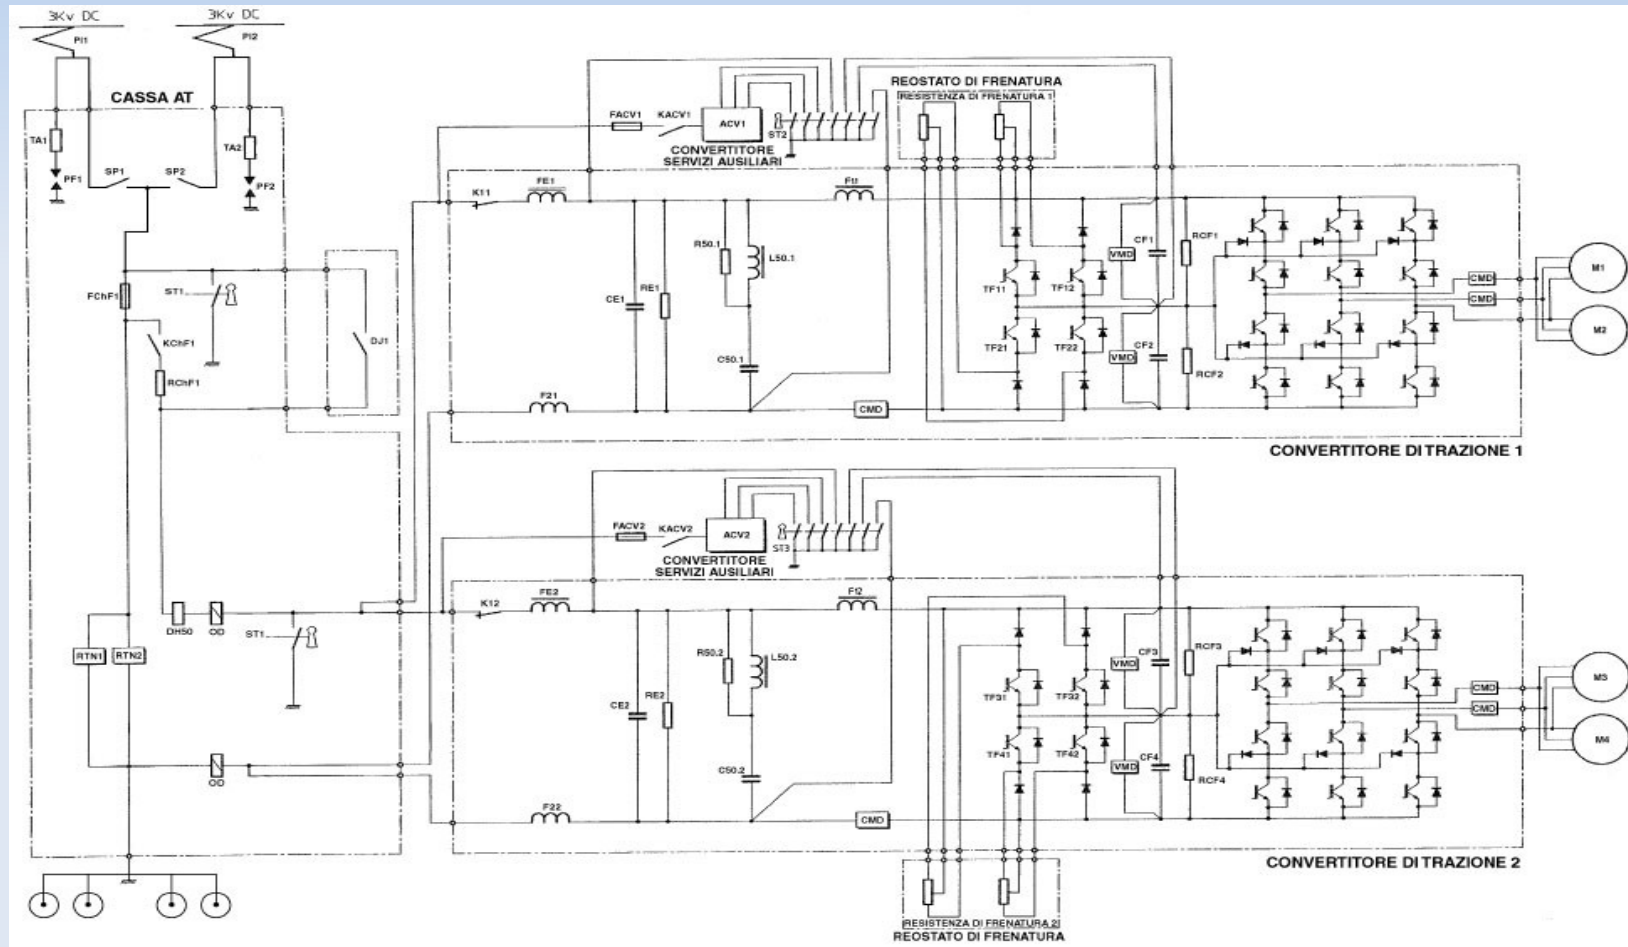 3Kv DC
3Kv DC
PI1
PI2
CASSA AT
TA1
TA2
PF1
PF2
SP1
SP2
FChF1
ST1
KChF1
RChF1
DJ1
DH50
OD
ST1
RTN1
RTN2
OD
FACV1
KACV1
ACV1
ST2
CONVERTITORE
SERVIZI AUSILIARI
REOSTATO DI FRENATURA
RESISTENZA DI FRENATURA 1
K11
FE1
F11
R50.1
L50.1
CE1
RE1
C50.1
F21
CMD
TF11
TF12
TF21
TF22
VMD
CF1
RCF1
VMD
CF2
RCF2
CMD
CMD
M1
M2
CONVERTITORE DI TRAZIONE 1
FACV2
KACV2
ACV2
ST3
CONVERTITORE
SERVIZI AUSILIARI
K12
FE2
F12
R50.2
L50.2
CE2
RE2
C50.2
F22
CMD
TF31
TF32
TF41
TF42
VMD
CF3
RCF3
VMD
CF4
RCF4
CMD
CMD
M3
M4
CONVERTITORE DI TRAZIONE 2
RESISTENZA DI FRENATURA 2
REOSTATO DI FRENATURA